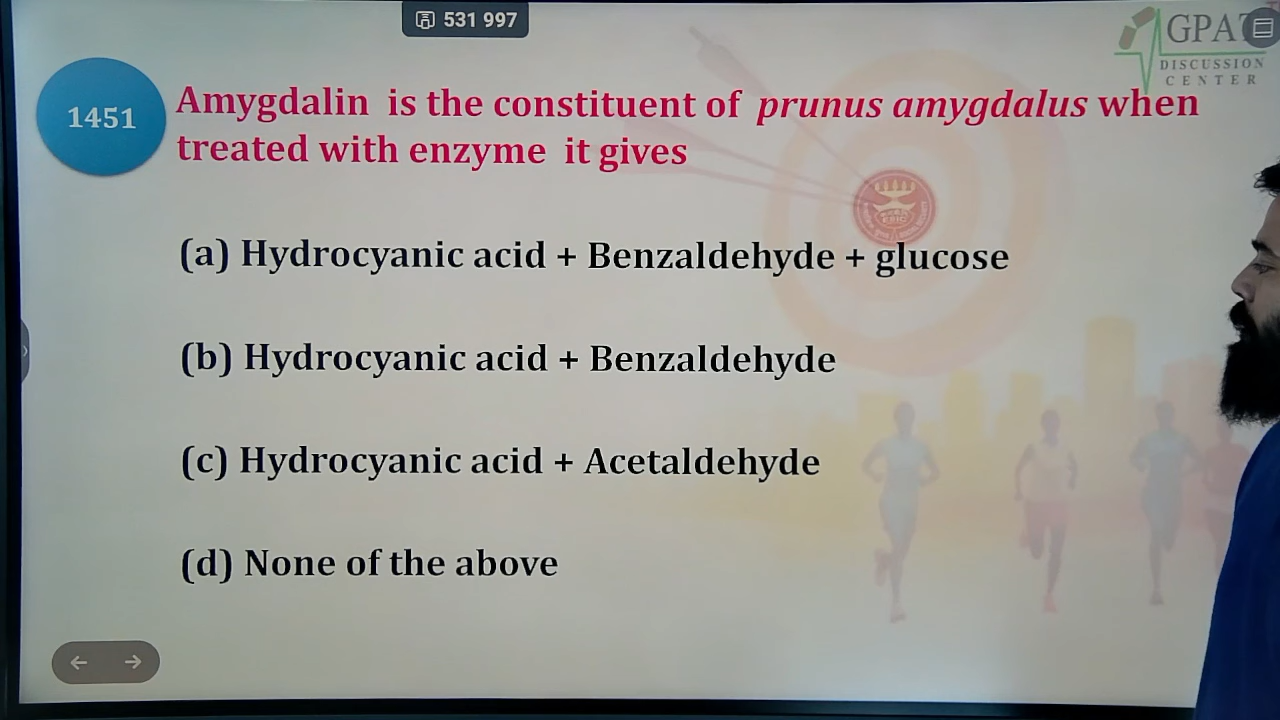 531 997
GPAT
DISCUSSION
CENTER
1451
Amygdalin is the constituent of prunus amygdalus when
treated with enzyme it gives
(a) Hydrocyanic acid + Benzaldehyde + glucose
(b) Hydrocyanic acid + Benzaldehyde
(c) Hydrocyanic acid + Acetaldehyde
(d) None of the above